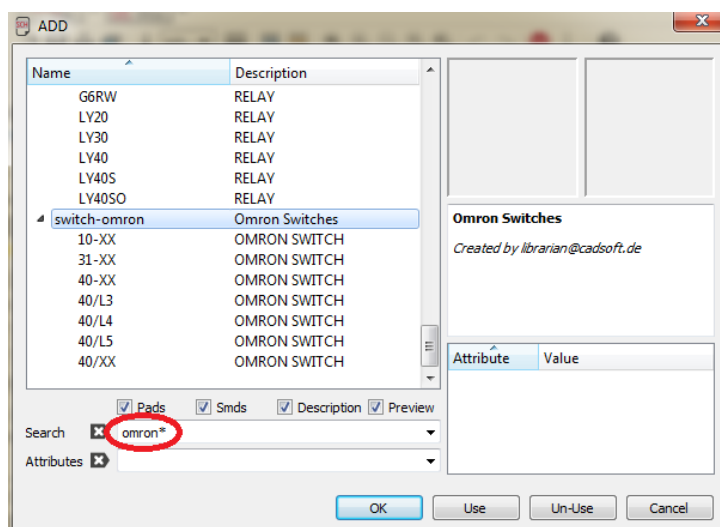 SCH ADD
Name Description
G6RW RELAY
LY20 RELAY
LY30 RELAY
LY40 RELAY
LY40S RELAY
LY40SO RELAY
switch-omron Omron Switches
10-XX OMRON SWITCH
31-XX OMRON SWITCH
40-XX OMRON SWITCH
40/L3 OMRON SWITCH
40/L4 OMRON SWITCH
40/L5 OMRON SWITCH
40/XX OMRON SWITCH
Omron Switches
Created by librarian@cadsoft.de
Attribute Value
Pads Smds Description Preview
Search omron*
Attributes
OK Use Un-Use Cancel